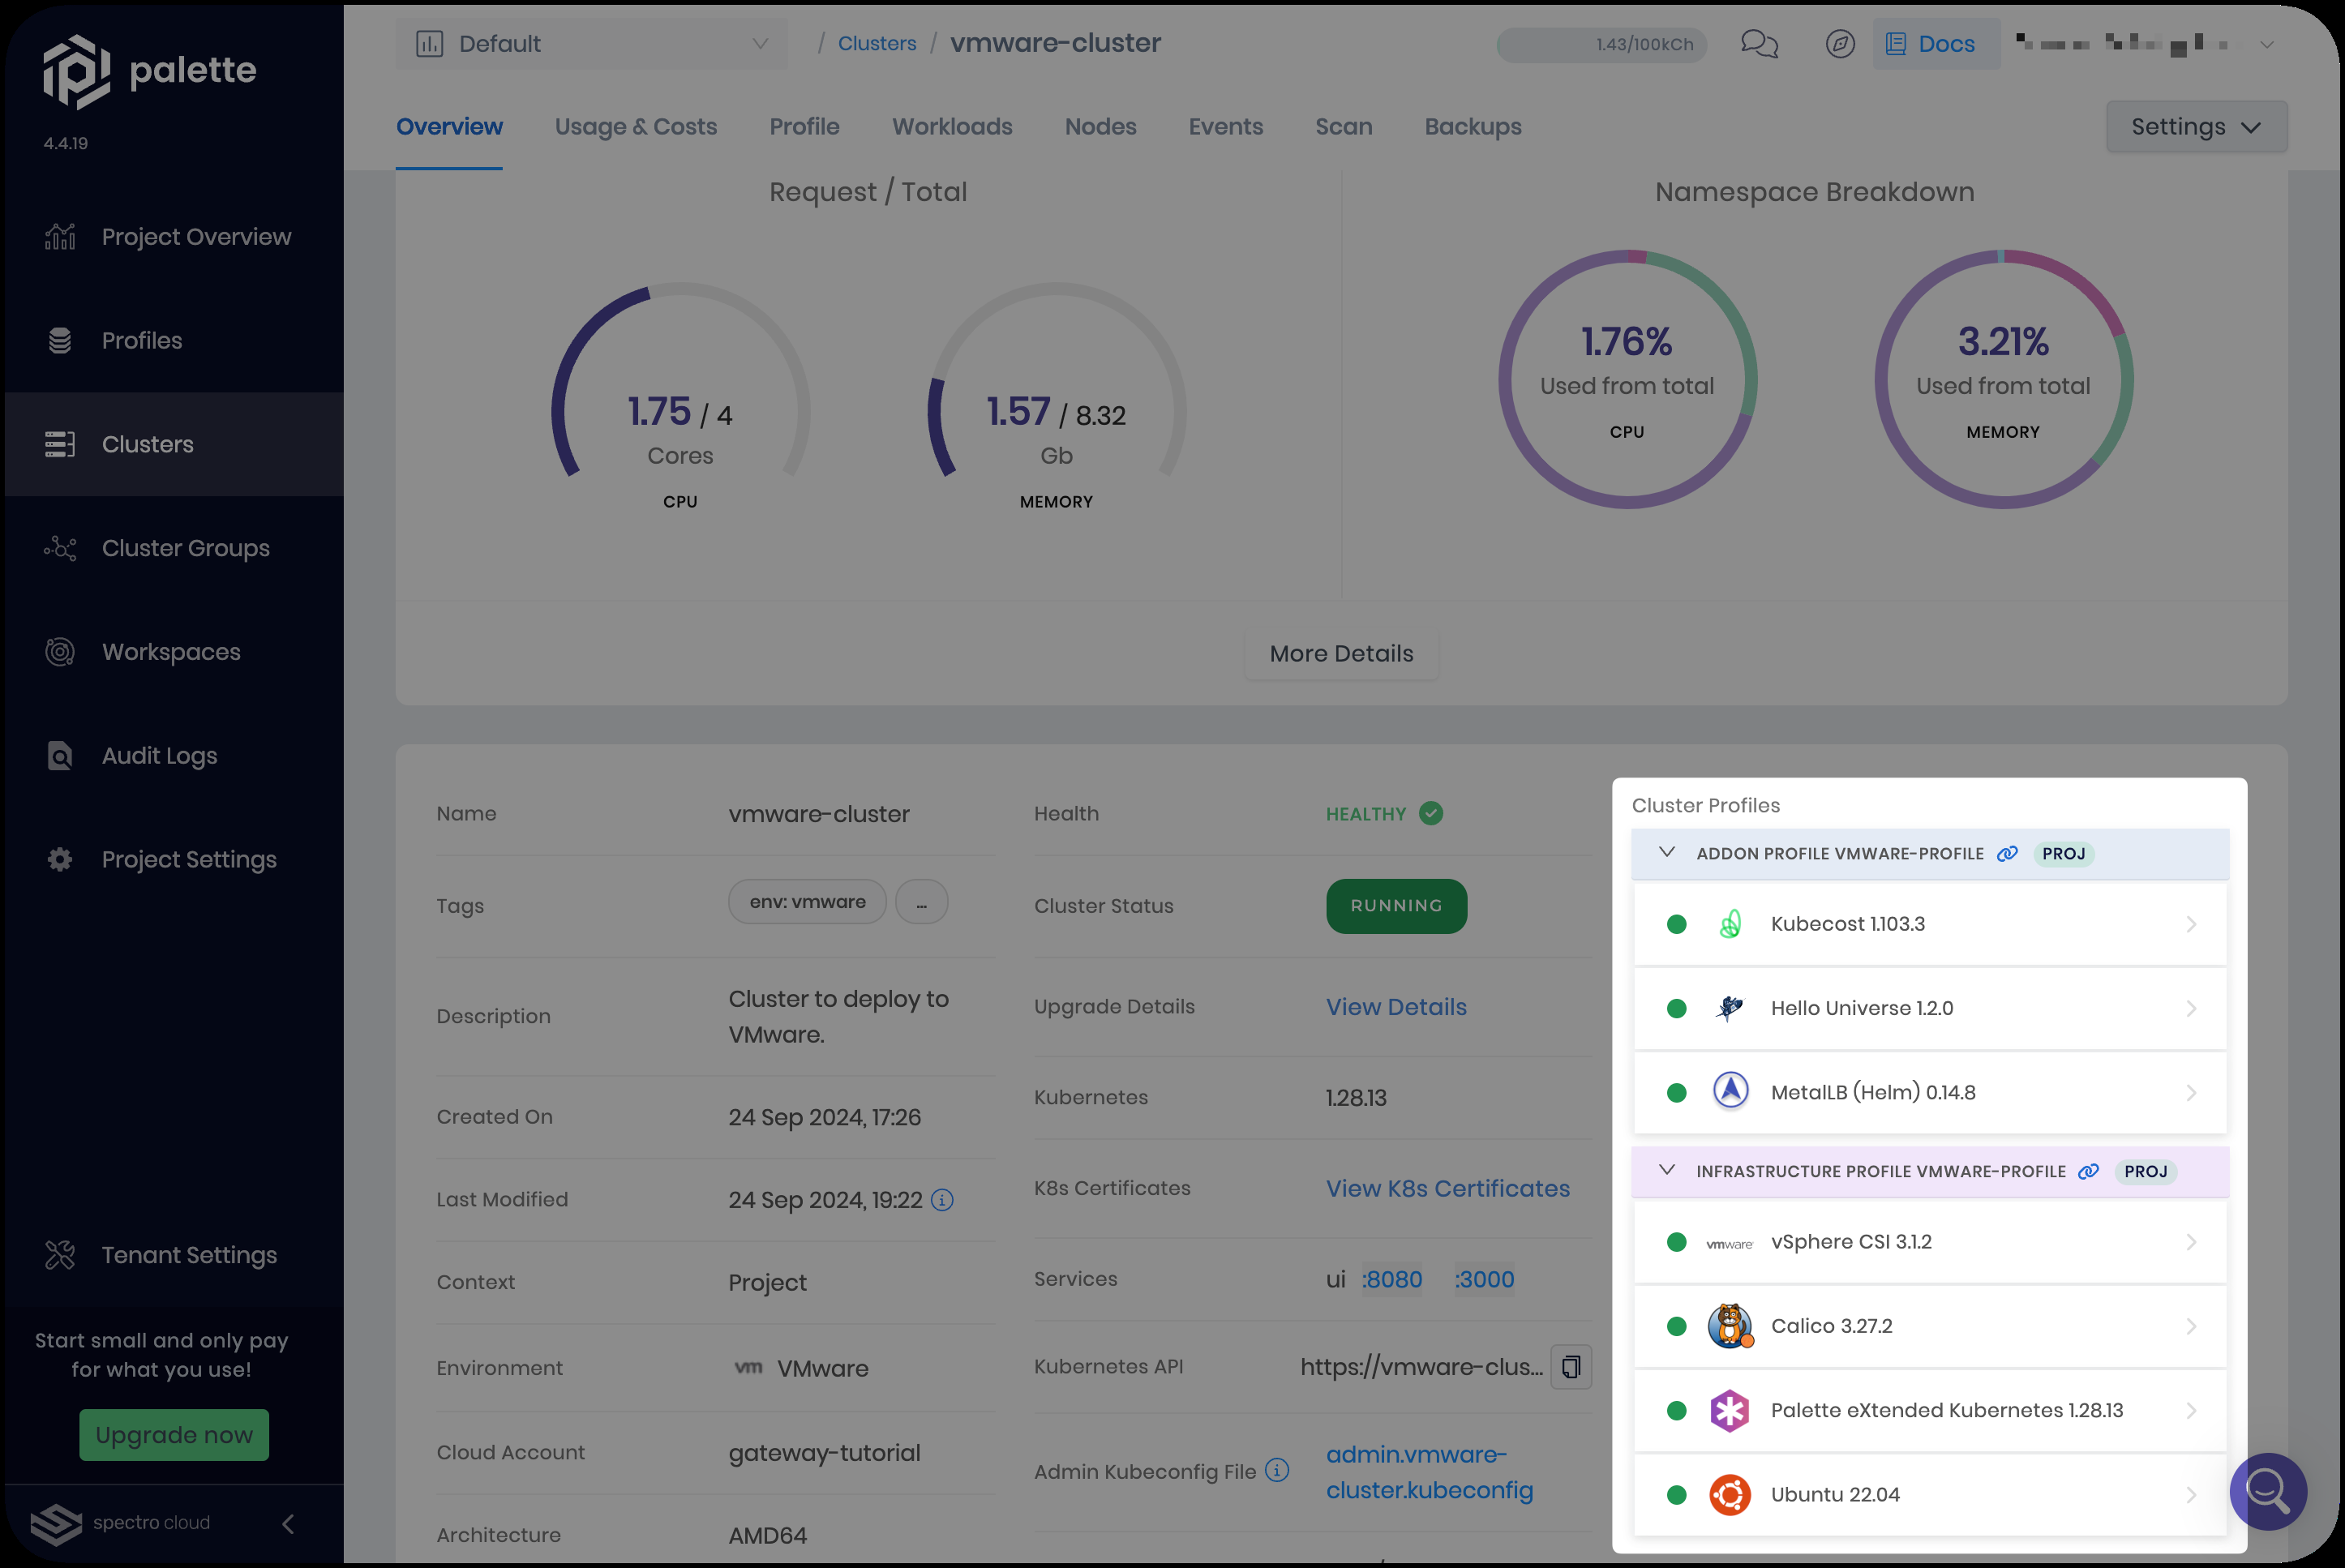 palette
4.4.19
Project Overview
Profiles
Clusters
Cluster Groups
Workspaces
Audit Logs
Project Settings
Tenant Settings
Start small and only pay
for what you use!
Upgrade now
spectro cloud
Default
/ Clusters / vmware-cluster
1.43/100kCh
Docs
Overview
Usage & Costs
Profile
Workloads
Nodes
Events
Scan
Backups
Settings
Request / Total
1.75 / 4
Cores
CPU
1.57 / 8.32
Gb
MEMORY
Namespace Breakdown
1.76%
Used from total
CPU
3.21%
Used from total
MEMORY
More Details
Name
vmware-cluster
Tags
env: vmware
...
Description
Cluster to deploy to
VMware.
Created On
24 Sep 2024, 17:26
Last Modified
24 Sep 2024, 19:22
Context
Project
Environment
vm VMware
Cloud Account
gateway-tutorial
Architecture
AMD64
Health
HEALTHY
Cluster Status
RUNNING
Upgrade Details
View Details
Kubernetes
1.28.13
K8s Certificates
View K8s Certificates
Services
ui :8080 :3000
Kubernetes API
https://vmware-clus...
Admin Kubeconfig File
admin.vmware-
cluster.kubeconfig
Cluster Profiles
ADDON PROFILE VMWARE-PROFILE PROJ
Kubecost 1.103.3
Hello Universe 1.2.0
MetalLB (Helm) 0.14.8
INFRASTRUCTURE PROFILE VMWARE-PROFILE PROJ
vmware vSphere CSI 3.1.2
Calico 3.27.2
Palette eXtended Kubernetes 1.28.13
Ubuntu 22.04